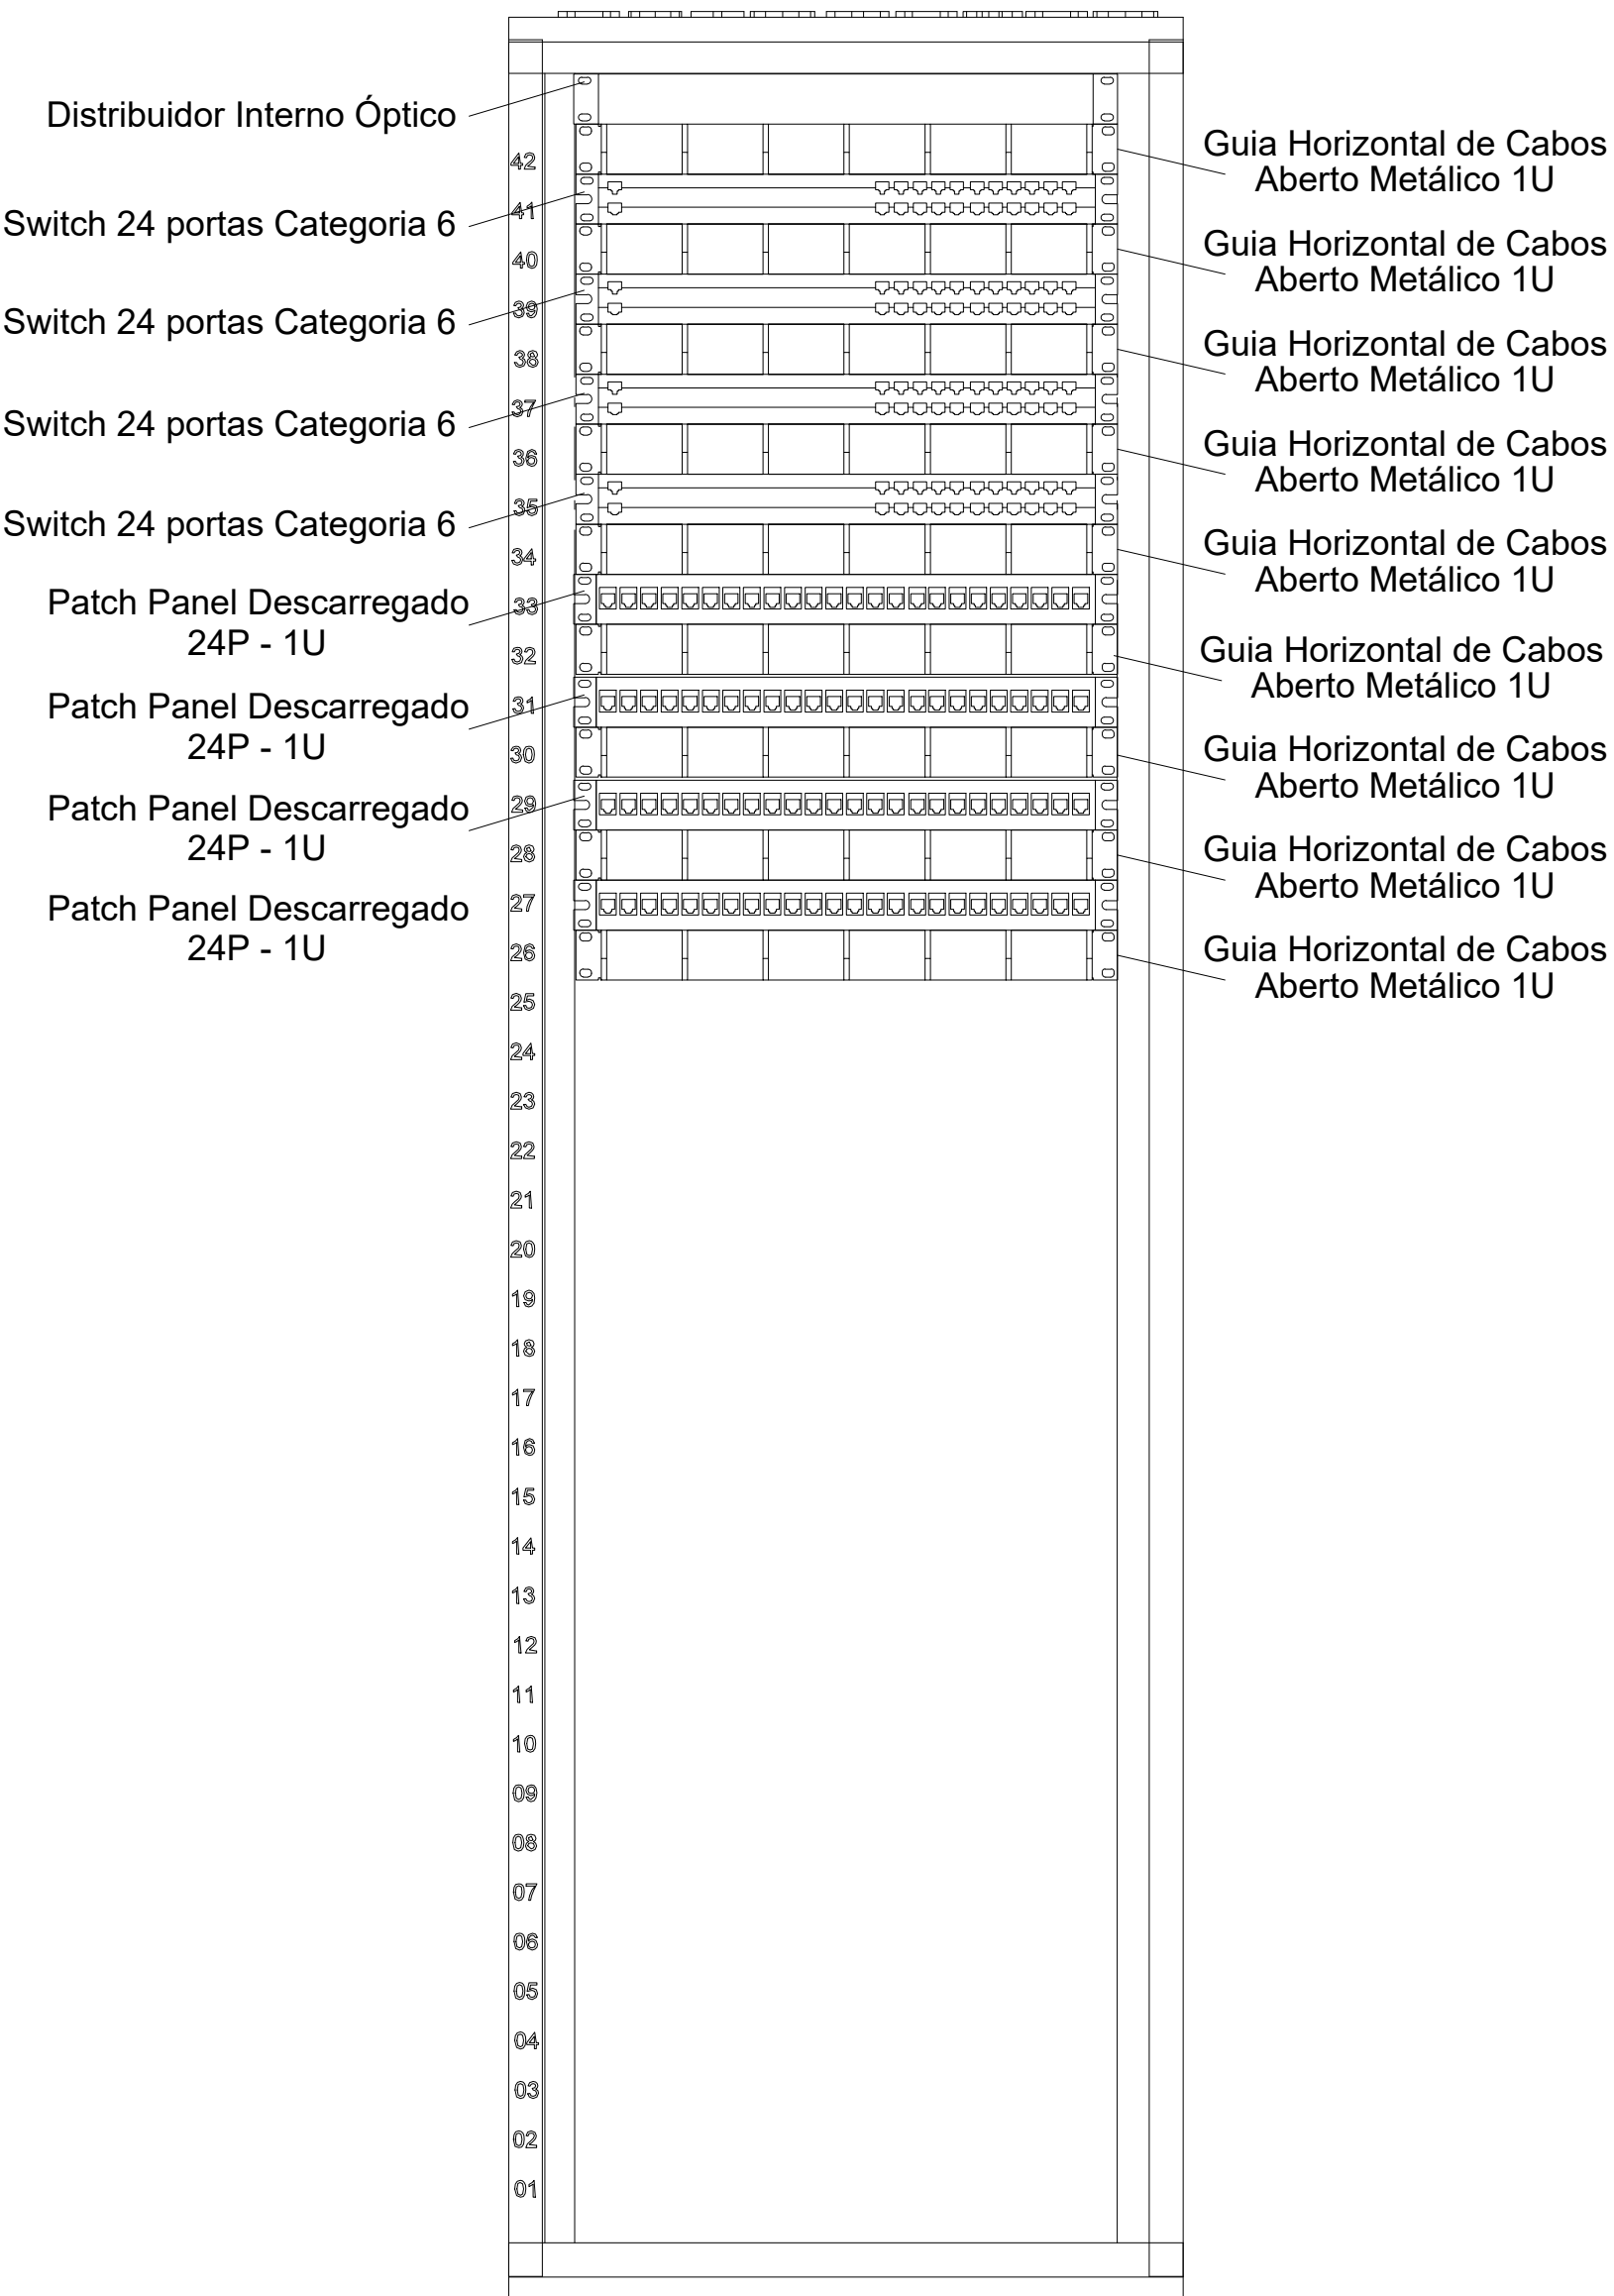 Distribuidor Interno Óptico
Guia Horizontal de Cabos
Aberto Metálico 1U
42
Switch 24 portas Categoria 6
41
Guia Horizontal de Cabos
Aberto Metálico 1U
40
Switch 24 portas Categoria 6
39
Guia Horizontal de Cabos
Aberto Metálico 1U
38
Switch 24 portas Categoria 6
37
Guia Horizontal de Cabos
Aberto Metálico 1U
36
Switch 24 portas Categoria 6
35
Guia Horizontal de Cabos
Aberto Metálico 1U
34
Patch Panel Descarregado
24P - 1U
33
Guia Horizontal de Cabos
Aberto Metálico 1U
32
Patch Panel Descarregado
24P - 1U
31
Guia Horizontal de Cabos
Aberto Metálico 1U
30
Patch Panel Descarregado
24P - 1U
29
Guia Horizontal de Cabos
Aberto Metálico 1U
28
Patch Panel Descarregado
24P - 1U
27
Guia Horizontal de Cabos
Aberto Metálico 1U
26
25
24
23
22
21
20
19
18
17
16
15
14
13
12
11
10
09
08
07
06
05
04
03
02
01